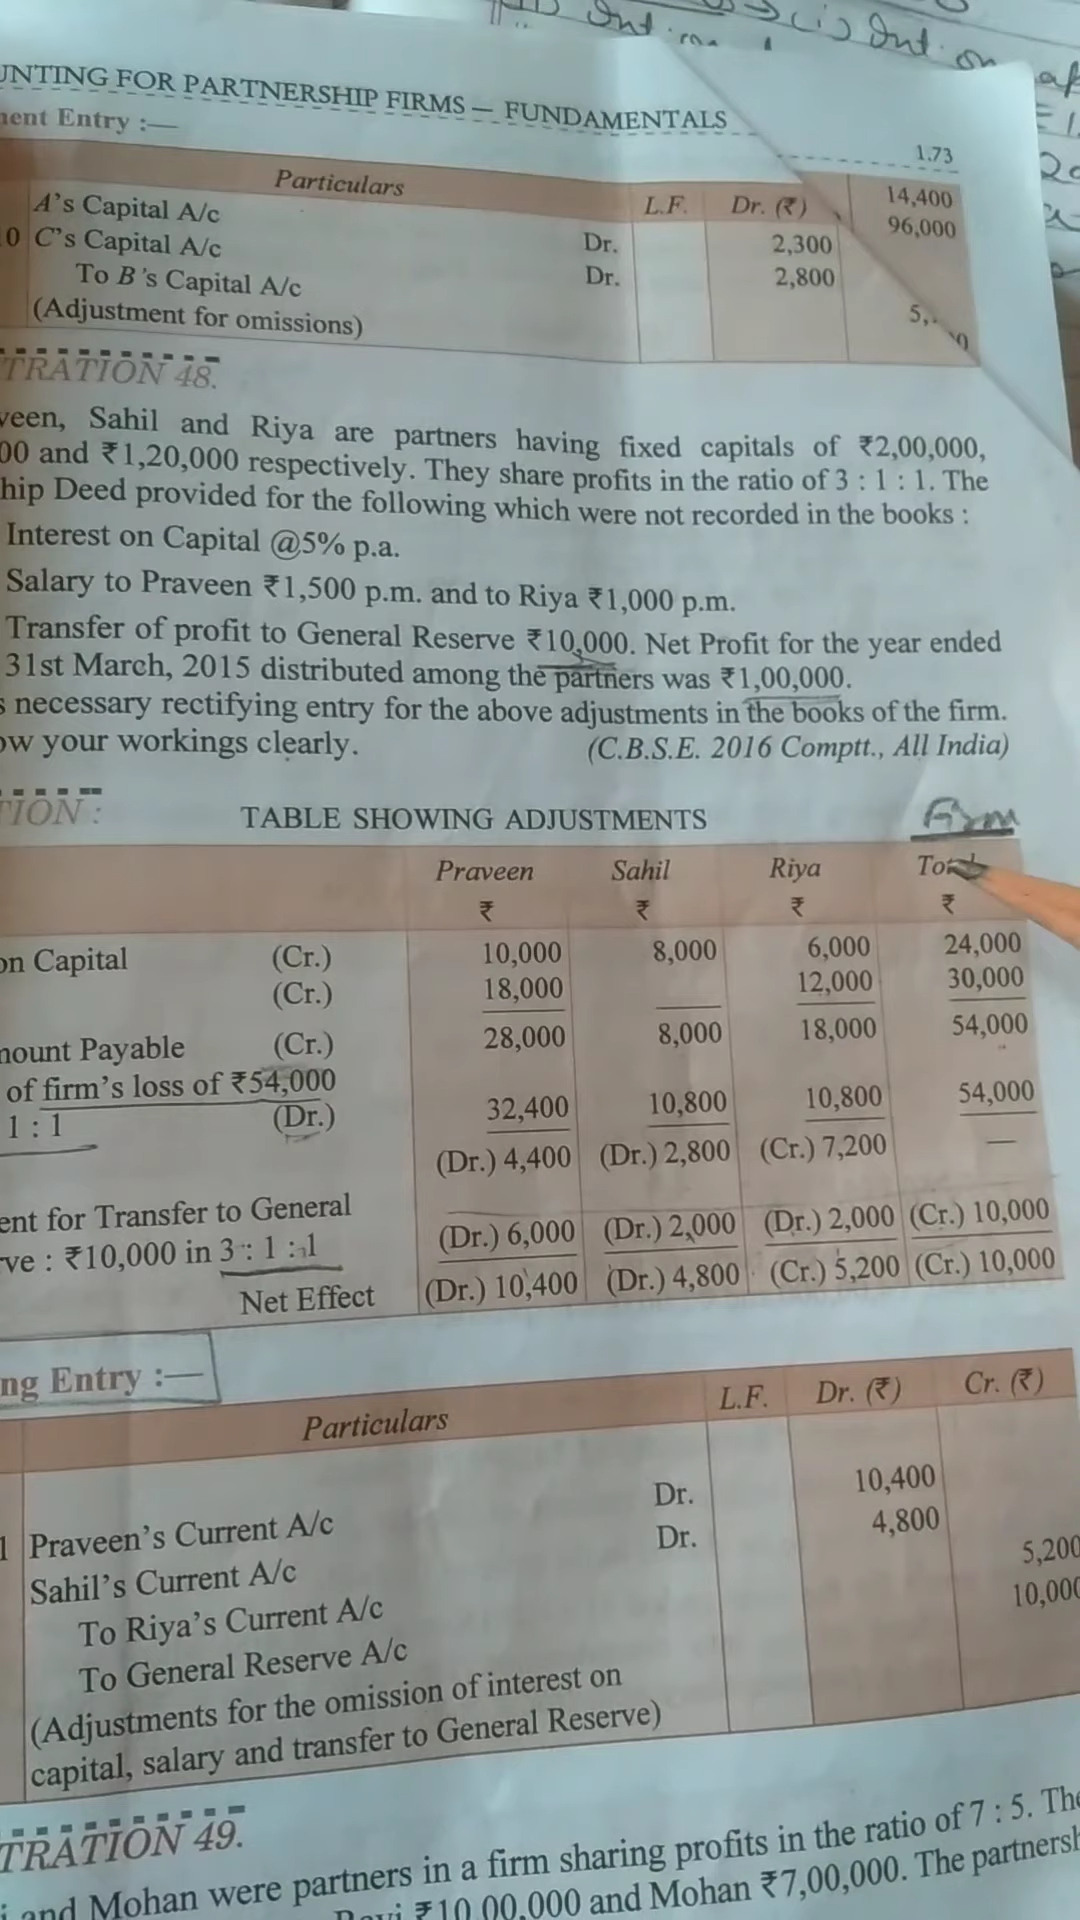 UNTING FOR PARTNERSHIP FIRMS – FUNDAMENTALS
1.73
ment Entry :—
Particulars L.F. Dr. (₹) 14,400
A's Capital A/c Dr. 2,300 96,000
0 C's Capital A/c Dr. 2,800
To B's Capital A/c
(Adjustment for omissions)
TRATION 48.
veen, Sahil and Riya are partners having fixed capitals of ₹2,00,000,
00 and ₹1,20,000 respectively. They share profits in the ratio of 3 : 1 : 1. The
hip Deed provided for the following which were not recorded in the books :
Interest on Capital @5% p.a.
Salary to Praveen ₹1,500 p.m. and to Riya ₹1,000 p.m.
Transfer of profit to General Reserve ₹10,000. Net Profit for the year ended
31st March, 2015 distributed among the partners was ₹1,00,000.
s necessary rectifying entry for the above adjustments in the books of the firm.
ow your workings clearly. (C.B.S.E. 2016 Comptt., All India)
TION :
TABLE SHOWING ADJUSTMENTS
Firm
Praveen Sahil Riya Total
₹ ₹ ₹ ₹
on Capital (Cr.) 10,000 8,000 6,000 24,000
(Cr.) 18,000 12,000 30,000
mount Payable (Cr.) 28,000 8,000 18,000 54,000
of firm's loss of ₹54,000
1 : 1 (Dr.) 32,400 10,800 10,800 54,000
(Dr.) 4,400 (Dr.) 2,800 (Cr.) 7,200 —
ent for Transfer to General
rve : ₹10,000 in 3 : 1 : 1 (Dr.) 6,000 (Dr.) 2,000 (Dr.) 2,000 (Cr.) 10,000
Net Effect (Dr.) 10,400 (Dr.) 4,800 (Cr.) 5,200 (Cr.) 10,000
ng Entry :—
Particulars L.F. Dr. (₹) Cr. (₹)
1 Praveen's Current A/c Dr. 10,400
Sahil's Current A/c Dr. 4,800
To Riya's Current A/c 5,200
To General Reserve A/c 10,000
(Adjustments for the omission of interest on
capital, salary and transfer to General Reserve)
TRATION 49.
and Mohan were partners in a firm sharing profits in the ratio of 7 : 5. The
₹10,00,000 and Mohan ₹7,00,000. The partnersh